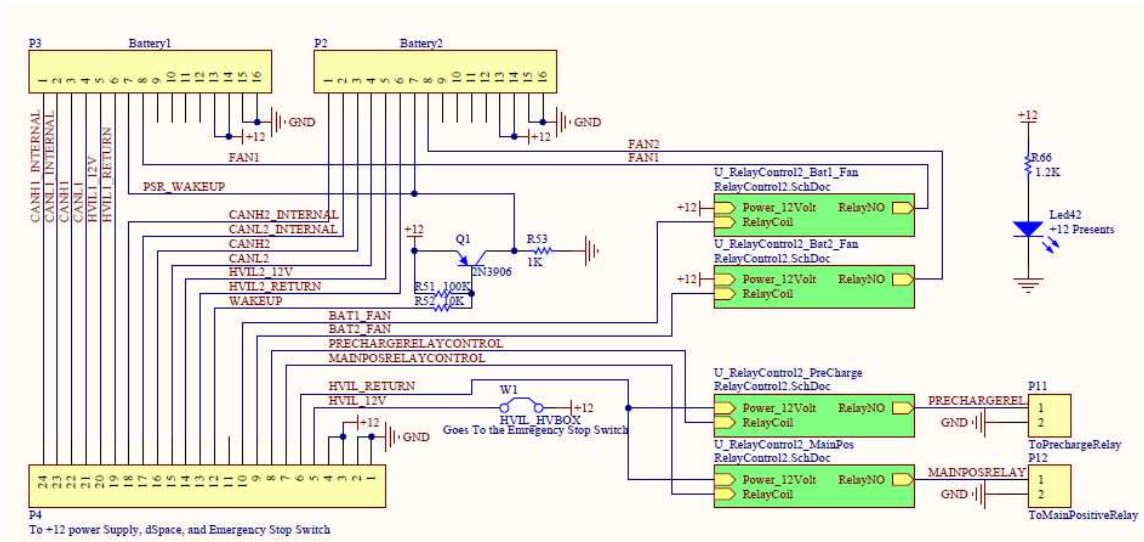 P3 Battery1 P2 Battery2
1 2 3 4 5 6 7 8 9 10 11 12 13 14 15 16
1 2 3 4 5 6 7 8 9 10 11 12 13 14 15 16
GND
GND
+12
+12
CANH1_INTERNAL
CANL1_INTERNAL
CANH1
CANL1
HVIL1_12V
HVIL1_RETURN
FAN1
FAN2
FAN1
PSR_WAKEUP
CANH2_INTERNAL
CANL2_INTERNAL
CANH2
CANL2
HVIL2_12V
HVIL2_RETURN
WAKEUP
BAT1_FAN
BAT2_FAN
PRECHARGERELAYCONTROL
MAINPOSRELAYCONTROL
HVIL_RETURN
HVIL_12V
+12
Q1
2N3906
R53
1K
R51 100K
R52 10K
W1
+12
HVIL_HVBOX
Goes To the Emregency Stop Switch
+12
GND
U_RelayControl2_Bat1_Fan
RelayControl2.SchDoc
+12
Power_12Volt RelayNO
RelayCoil
U_RelayControl2_Bat2_Fan
RelayControl2.SchDoc
+12
Power_12Volt RelayNO
RelayCoil
U_RelayControl2_PreCharge
RelayControl2.SchDoc
Power_12Volt RelayNO
RelayCoil
U_RelayControl2_MainPos
RelayControl2.SchDoc
Power_12Volt RelayNO
RelayCoil
+12
R66
1.2K
Led42
+12 Presents
P11
PRECHARGEREL
1
GND
2
ToPrechargeRelay
P12
MAINPOSRELAY
1
GND
2
ToMainPositiveRelay
24 23 22 21 20 19 18 17 16 15 14 13 12 11 10 9 8 7 6 5 4 3 2 1
P4
To +12 power Supply, dSpace, and Emergency Stop Switch